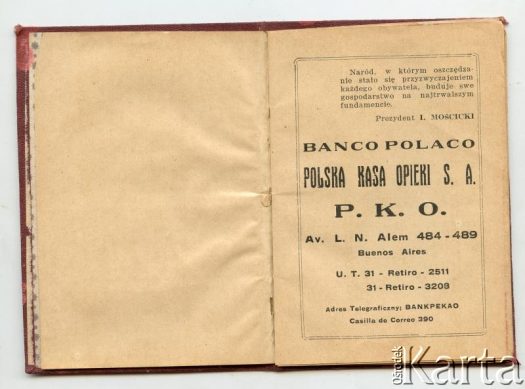 Naród, w którym oszczędza-
nie stało się przyzwyczajeniem
każdego obywatela, buduje swe
gospodarstwo na najtrwalszym
fundamencie.
Prezydent I. MOŚCICKI
BANCO POLACO
POLSKA KASA OPIEKI S. A.
P. K. O.
Av. L. N. Alem 484-489
Buenos Aires
U. T. 31 - Retiro - 2511
31 - Retiro - 3208
Adres Telegraficzny: BANKPEKAO
Casilla de Correo 390
ośrodek
Karta